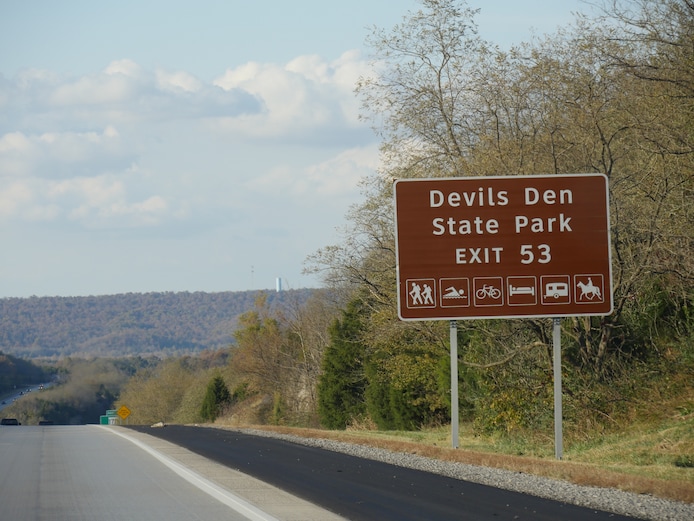 Devils Den
State Park
EXIT 53